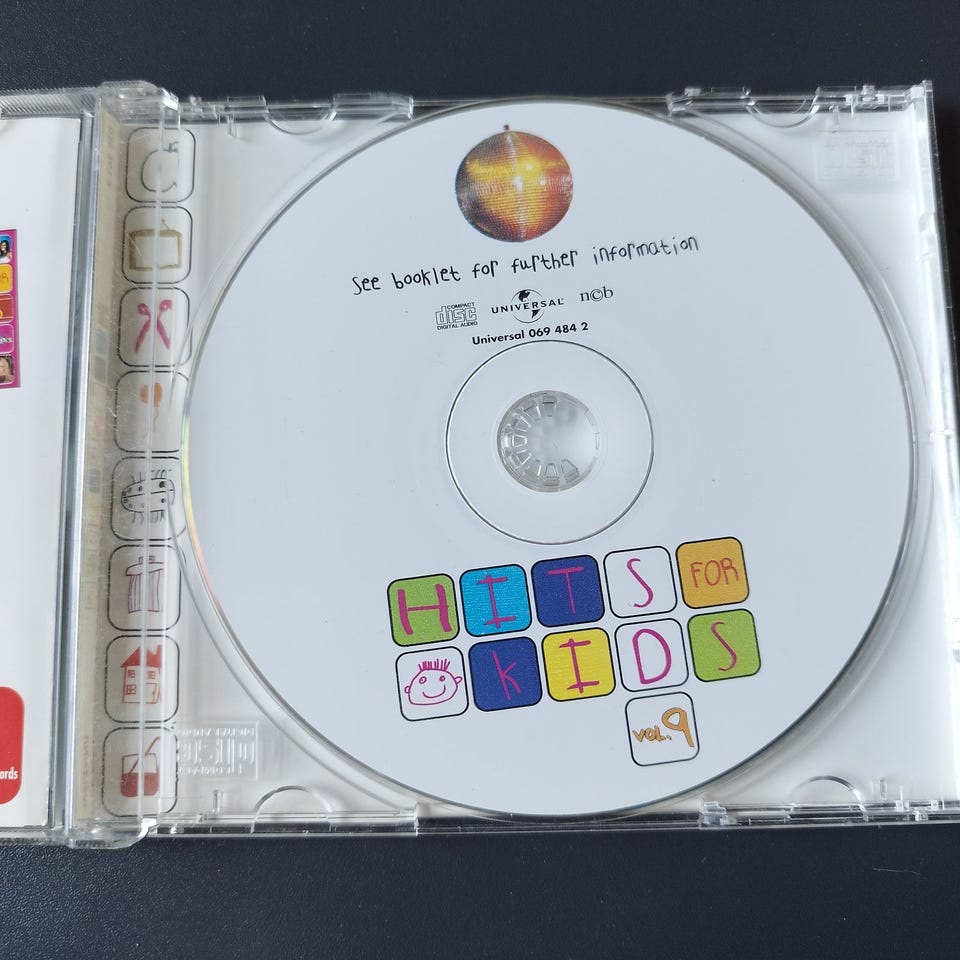 See booklet for further information
COMPACT
disc
DIGITAL AUDIO
UNIVERSAL
n©b
Universal 069 484 2
HITS FOR
KIDS
VOL.9
ords